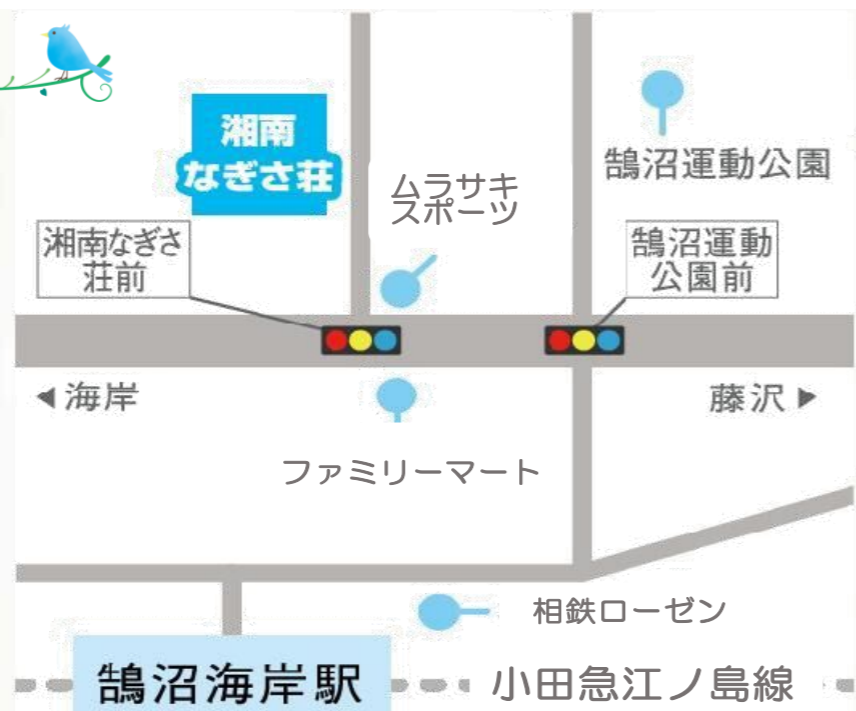 湘南
なぎさ荘
ムラサキ
スポーツ
鵠沼運動公園
湘南なぎさ
荘前
鵠沼運動
公園前
◀海岸
藤沢▶
ファミリーマート
相鉄ローゼン
鵠沼海岸駅
小田急江ノ島線